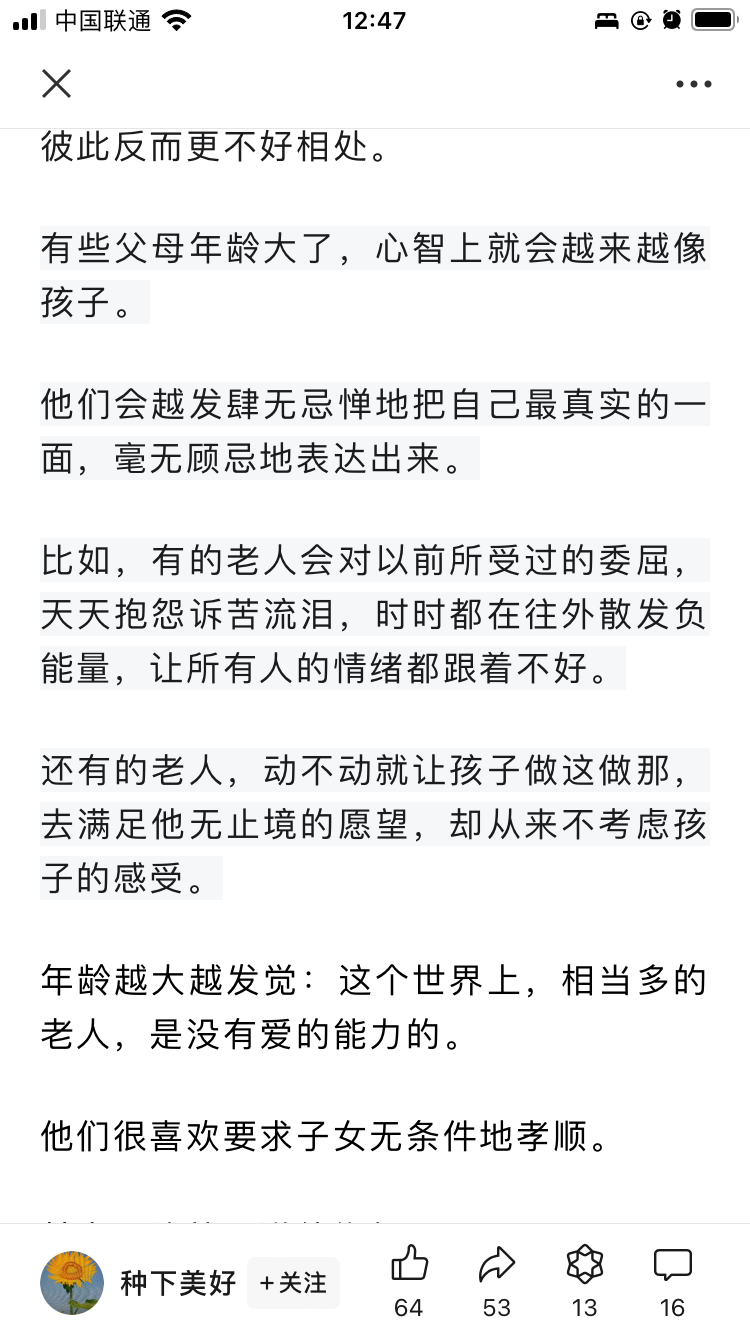 中国联通
12:47
彼此反而更不好相处。
有些父母年龄大了，心智上就会越来越像
孩子。
他们会越发肆无忌惮地把自己最真实的一
面，毫无顾忌地表达出来。
比如，有的老人会对以前所受过的委屈，
天天抱怨诉苦流泪，时时都在往外散发负
能量，让所有人的情绪都跟着不好。
还有的老人，动不动就让孩子做这做那，
去满足他无止境的愿望，却从来不考虑孩
子的感受。
年龄越大越发觉：这个世界上，相当多的
老人，是没有爱的能力的。
他们很喜欢要求子女无条件地孝顺。
种下美好
+关注
64
53
13
16